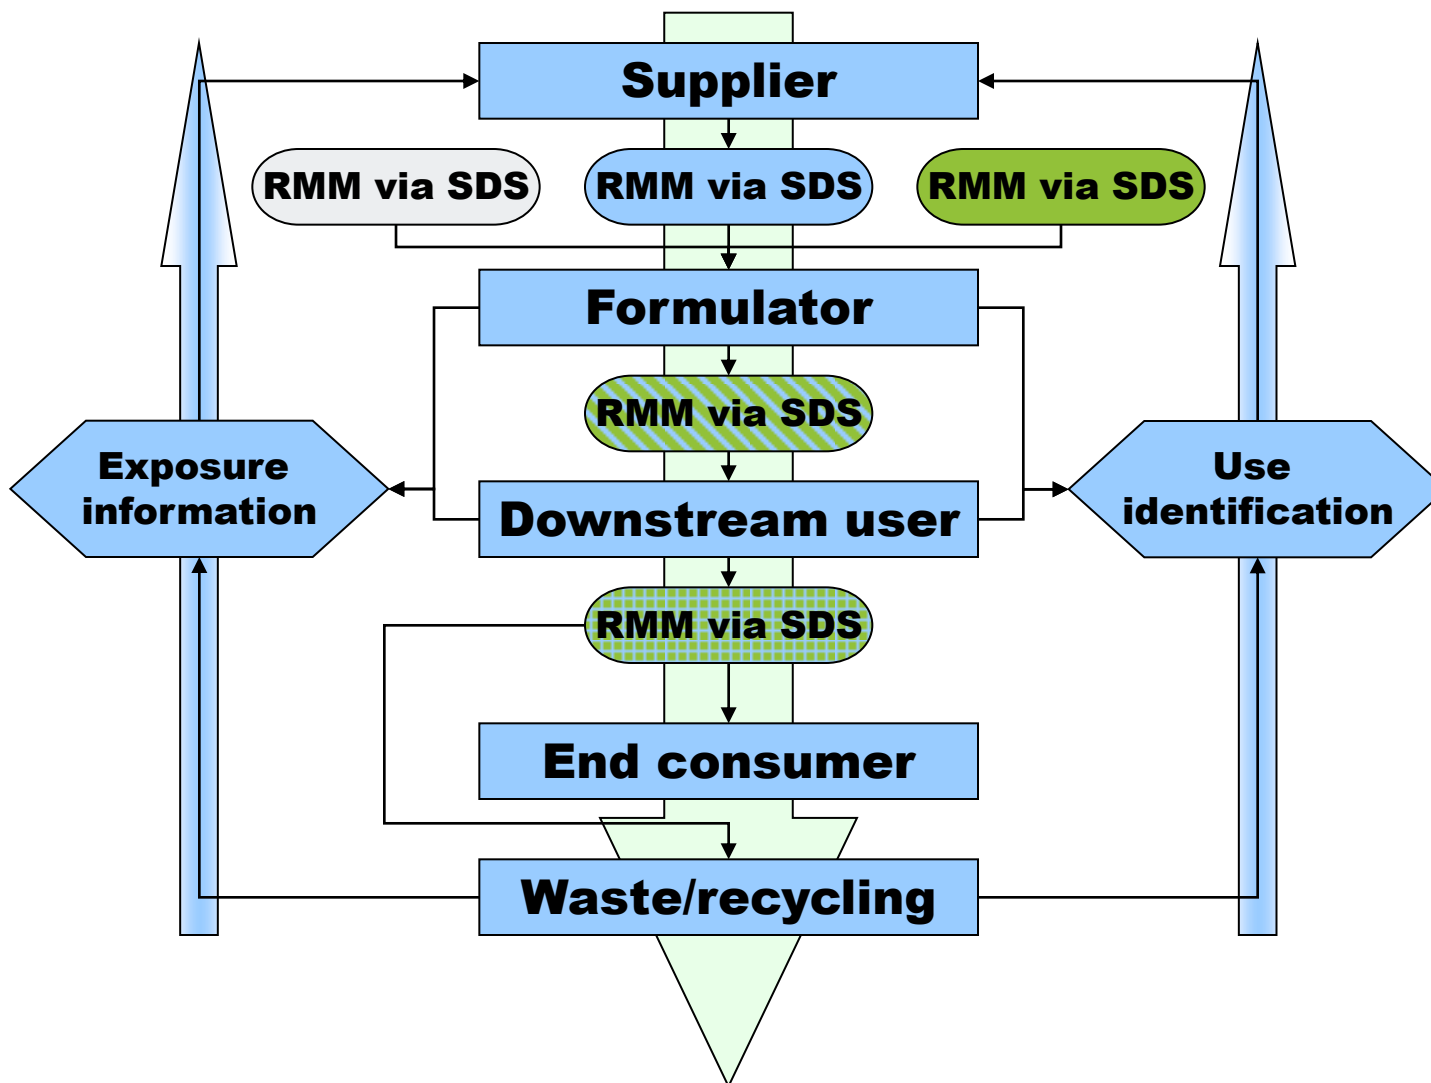 Supplier
RMM via SDS
RMM via SDS
RMM via SDS
Formulator
RMM via SDS
Exposure
information
Use
identification
Downstream user
RMM via SDS
End consumer
Waste/recycling